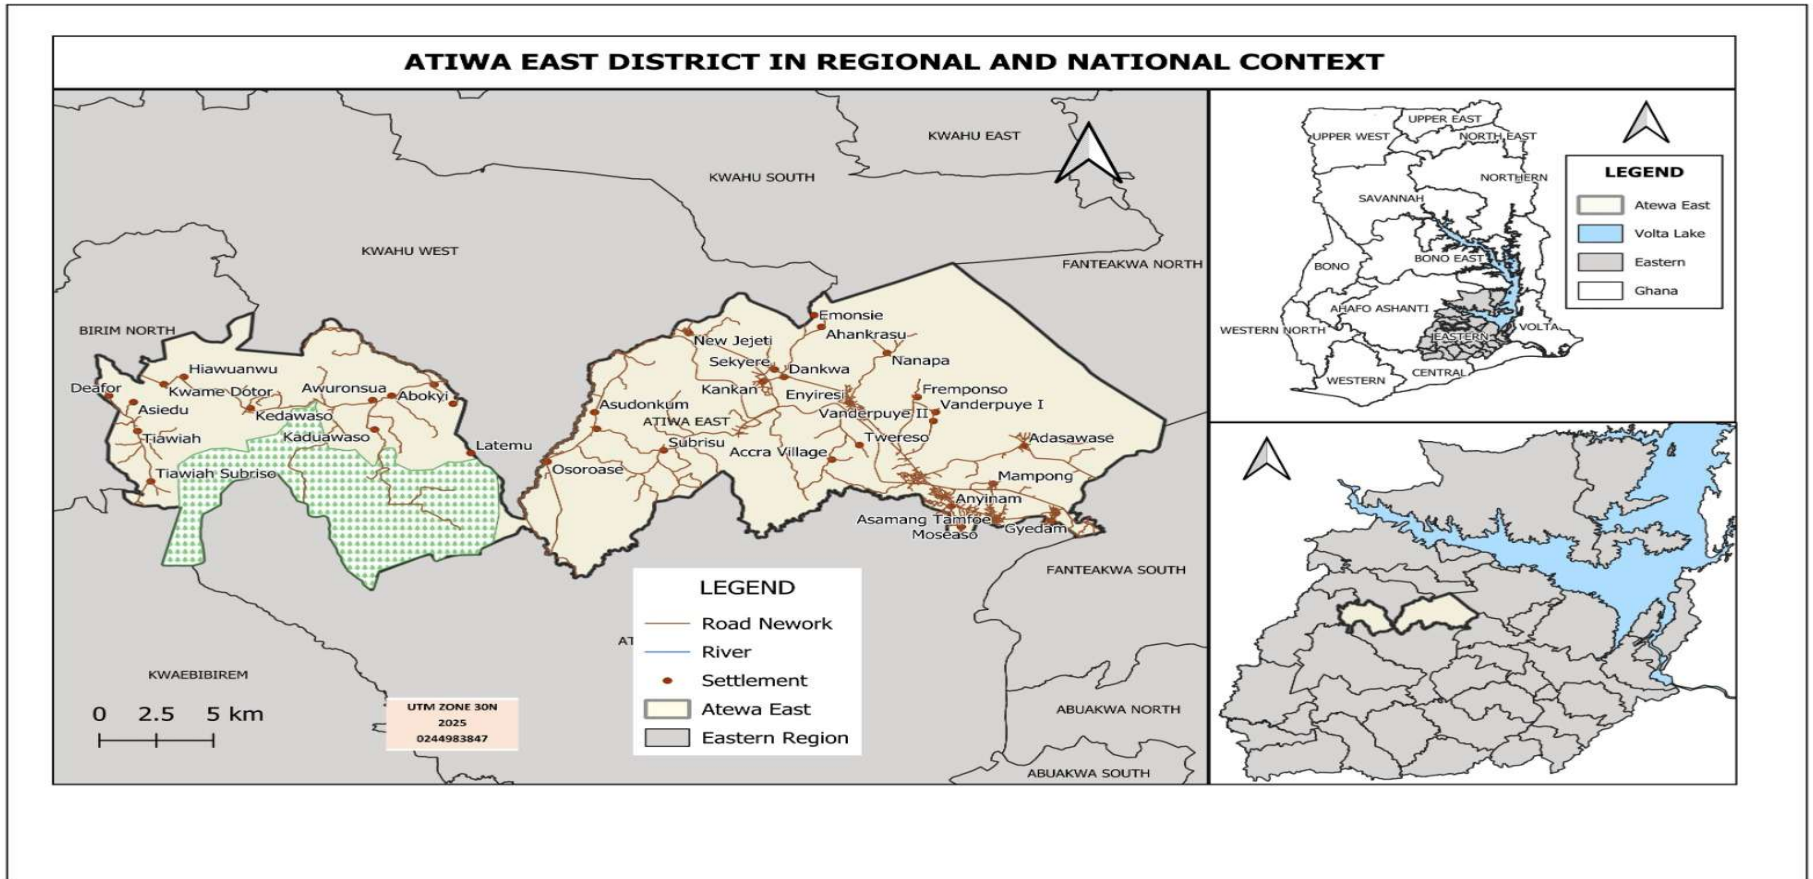 ATIWA EAST DISTRICT IN REGIONAL AND NATIONAL CONTEXT
KWAHU EAST
KWAHU SOUTH
KWAHU WEST
FANTEAKWA NORTH
BIRIM NORTH
Emonsie
Ahankrasu
New Jejeti
Sekyere
Dankwa
Nanapa
Hiawuanwu
Deafor
Kwame Dotor
Awuronsua
Abokyi
Kankan
Enyiresi
Fremponso
Asiedu
Kedawaso
Asudonkum
Vanderpuye II
Vanderpuye I
ATIWA EAST
Tiawiah
Kaduawaso
Latemu
Subrisu
Twereso
Adasawase
Accra Village
Tiawiah Subriso
Osoroase
Mampong
Anyinam
Asamang Tamfoe
Gyedam
Moseaso
FANTEAKWA SOUTH
AT
KWAEBIBIREM
ABUAKWA NORTH
ABUAKWA SOUTH
LEGEND
Road Nework
River
Settlement
Atewa East
Eastern Region
0 2.5 5 km
UTM ZONE 30N
2025
0244983847
UPPER EAST
UPPER WEST
NORTH EAST
NORTHERN
SAVANNAH
BONO EAST
BONO
AHAFO ASHANTI
WESTERN NORTH
VOLTA
EASTERN
CENTRAL
WESTERN
LEGEND
Atewa East
Volta Lake
Eastern
Ghana